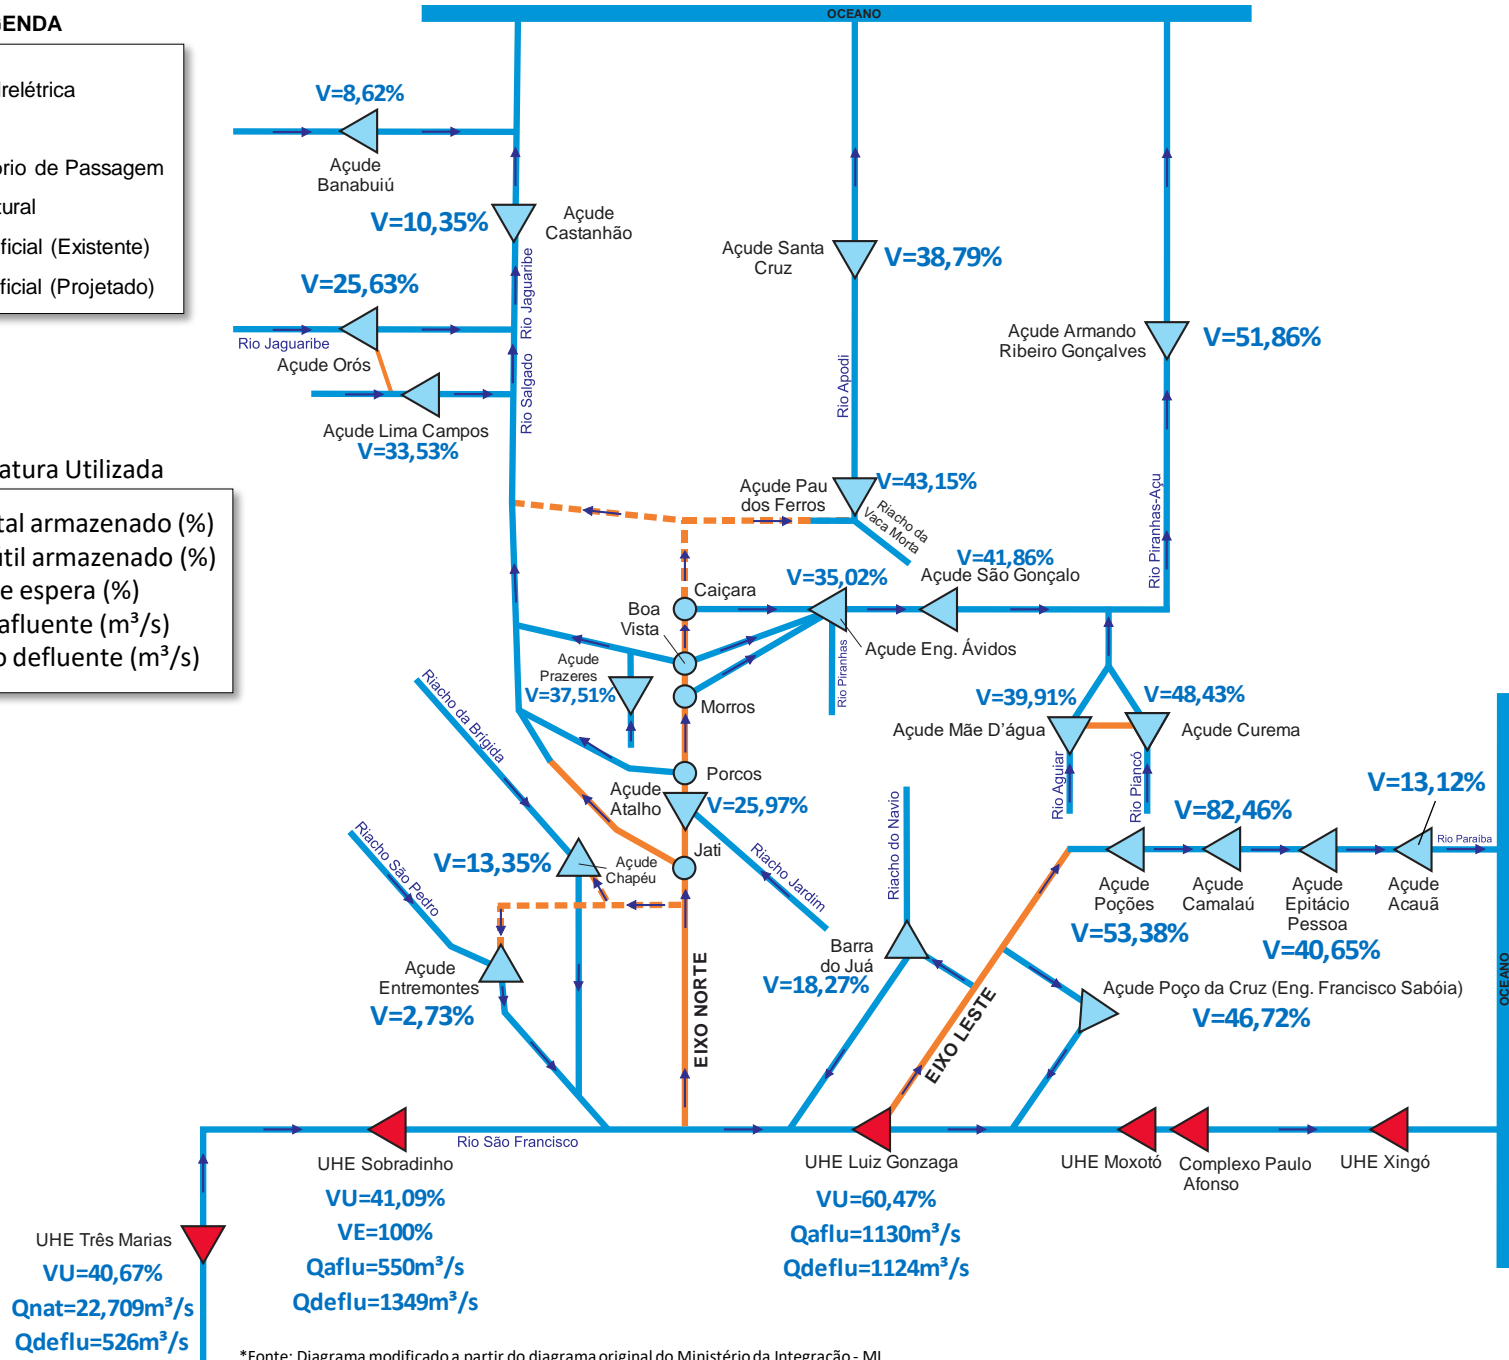 OCEANO
GENDA
drelétrica
ório de Passagem
tural
ificial (Existente)
ificial (Projetado)
V=8,62%
Açude
Banabuiú
V=10,35%
Açude
Castanhão
V=25,63%
Rio Jaguaribe
Açude Orós
Rio Jaguaribe
Rio Salgado
Açude Lima Campos
V=33,53%
Açude Santa
Cruz
V=38,79%
Rio Apodi
Açude Armando
Ribeiro Gonçalves
V=51,86%
Rio Piranhas-Açu
atura Utilizada
tal armazenado (%)
útil armazenado (%)
e espera (%)
afluente (m³/s)
o defluente (m³/s)
Açude Pau
dos Ferros
V=43,15%
Riacho da
Vaca Morta
V=41,86%
Açude São Gonçalo
V=35,02%
Caiçara
Boa
Vista
Açude Eng. Ávidos
Rio Piranhas
Açude
Prazeres
V=37,51%
Morros
Riacho da Brigida
V=39,91%
Açude Mãe D'água
V=48,43%
Açude Curema
Rio Aguiar
Rio Piancó
Porcos
Açude
Atalho
V=25,97%
Riacho do Navio
V=13,12%
V=82,46%
Rio Paraiba
Riacho São Pedro
V=13,35%
Açude
Chapéu
Jati
Riacho Jardim
Açude
Poções
Açude
Camalaú
Açude
Epitácio
Pessoa
Açude
Acauã
V=53,38%
V=40,65%
Açude
Entremontes
V=2,73%
EIXO NORTE
Barra
do Juá
V=18,27%
EIXO LESTE
Açude Poço da Cruz (Eng. Francisco Sabóia)
V=46,72%
OCEANO
Rio São Francisco
UHE Sobradinho
VU=41,09%
VE=100%
Qaflu=550m³/s
Qdeflu=1349m³/s
UHE Luiz Gonzaga
VU=60,47%
Qaflu=1130m³/s
Qdeflu=1124m³/s
UHE Moxotó
Complexo Paulo
Afonso
UHE Xingó
UHE Três Marias
VU=40,67%
Qnat=22,709m³/s
Qdeflu=526m³/s
*Fonte: Diagrama modificado a partir do diagrama original do Ministério da Integração - MI